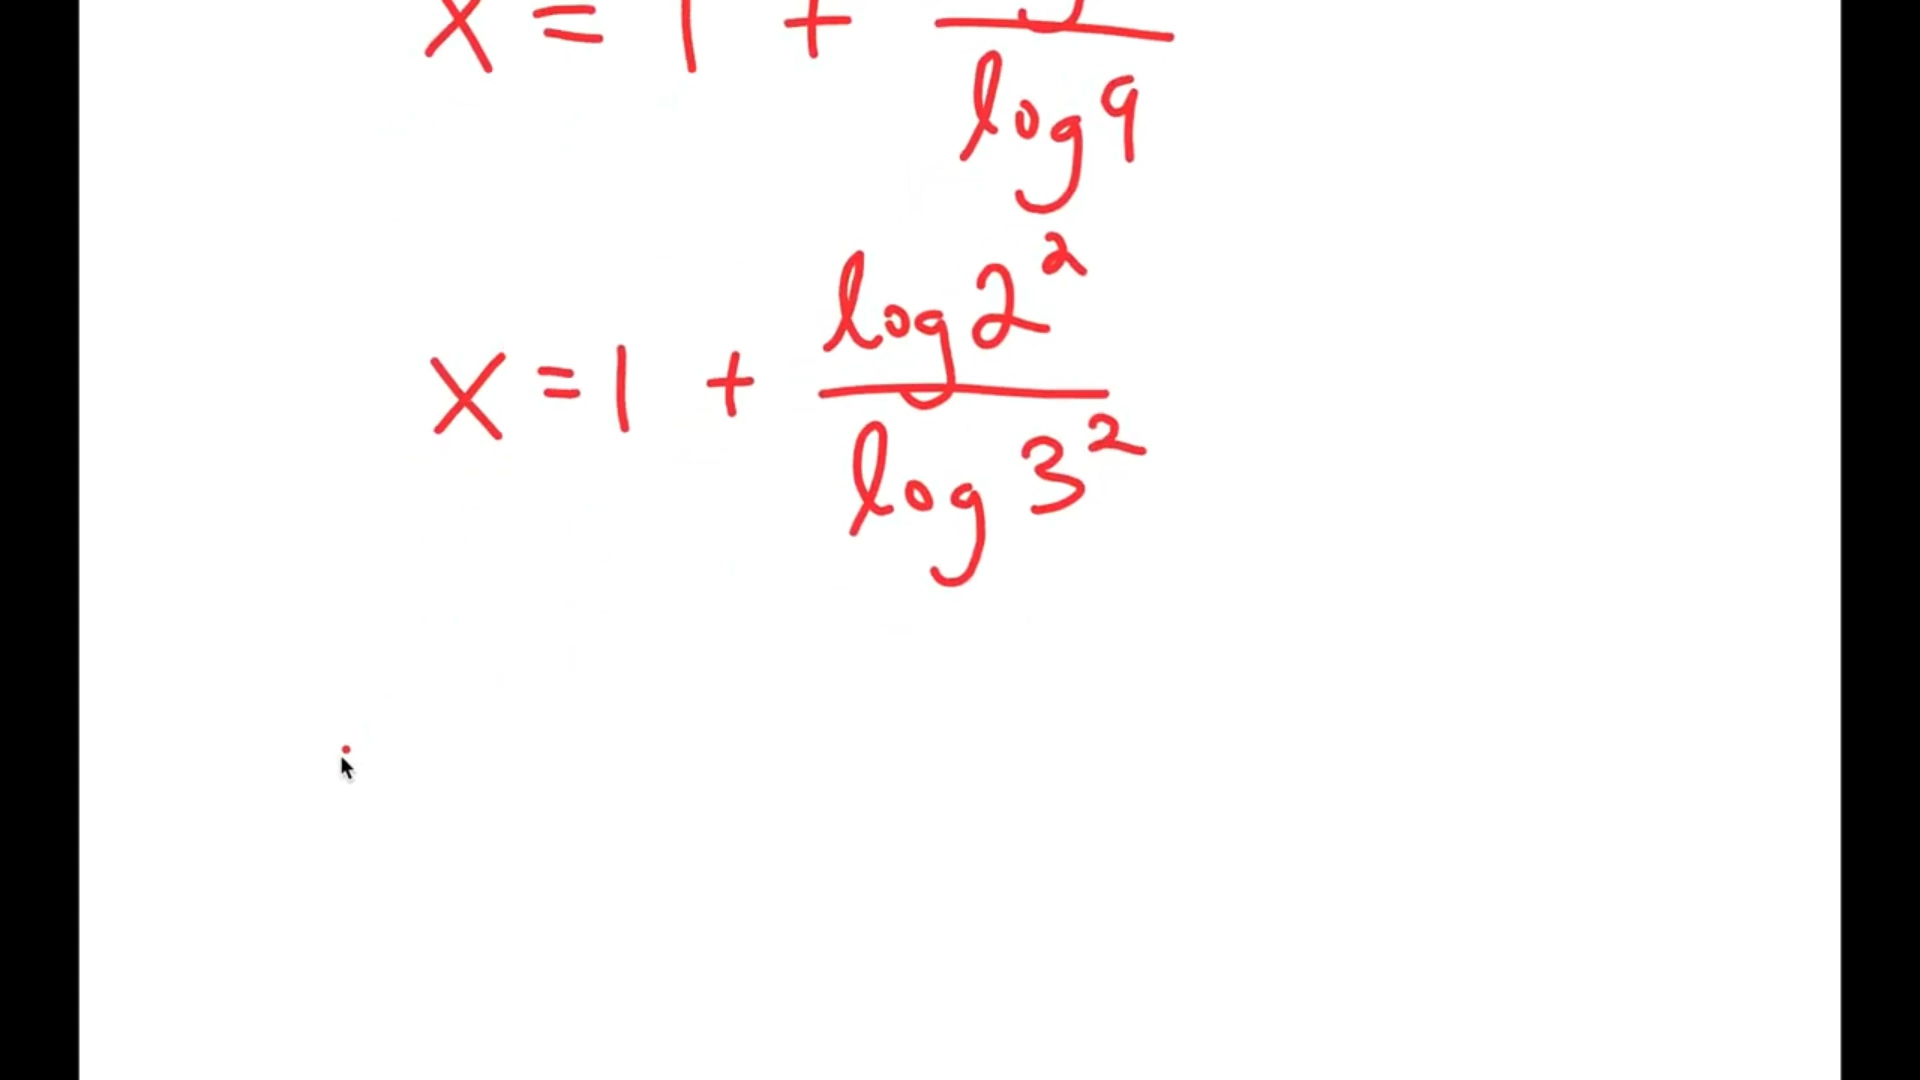 x = 1 + 
log 9
x = 1 + log 2²
log 3²